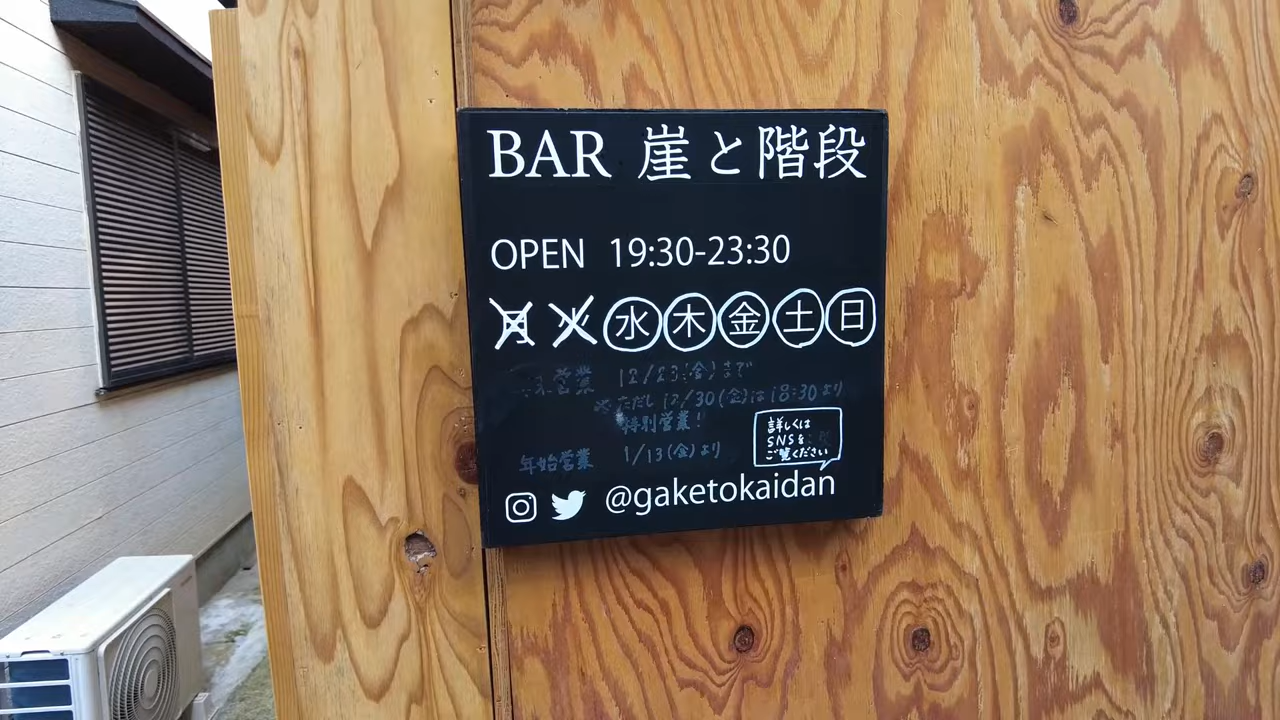 BAR 崖と階段
OPEN 19:30-23:30
月 火 水 木 金 土 日
営業 12/23(金)まで
※ただし 12/30(金)は18:30より
特別営業!
年始営業 1/13(金)より
詳しくは
SNSを
ご覧ください
@gaketokaidan